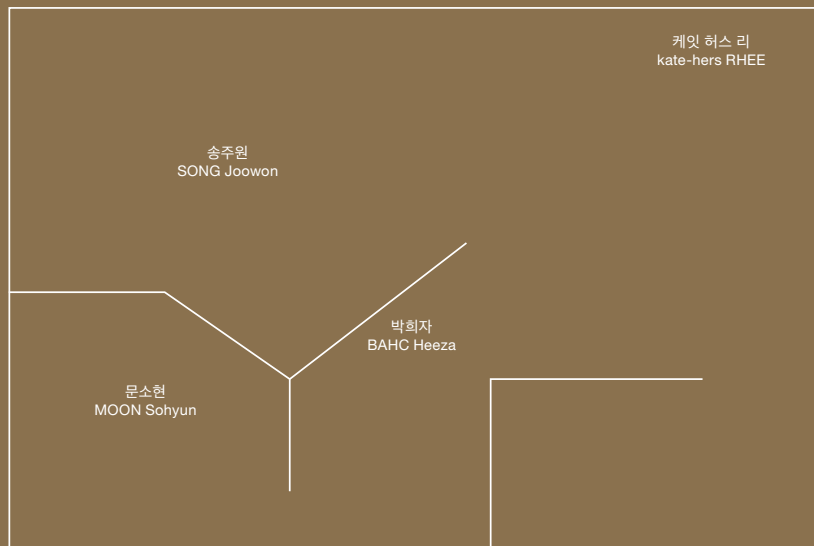 케잇 허스 리
kate-hers RHEE
송주원
SONG Joowon
박희자
BAHC Heeza
문소현
MOON Sohyun